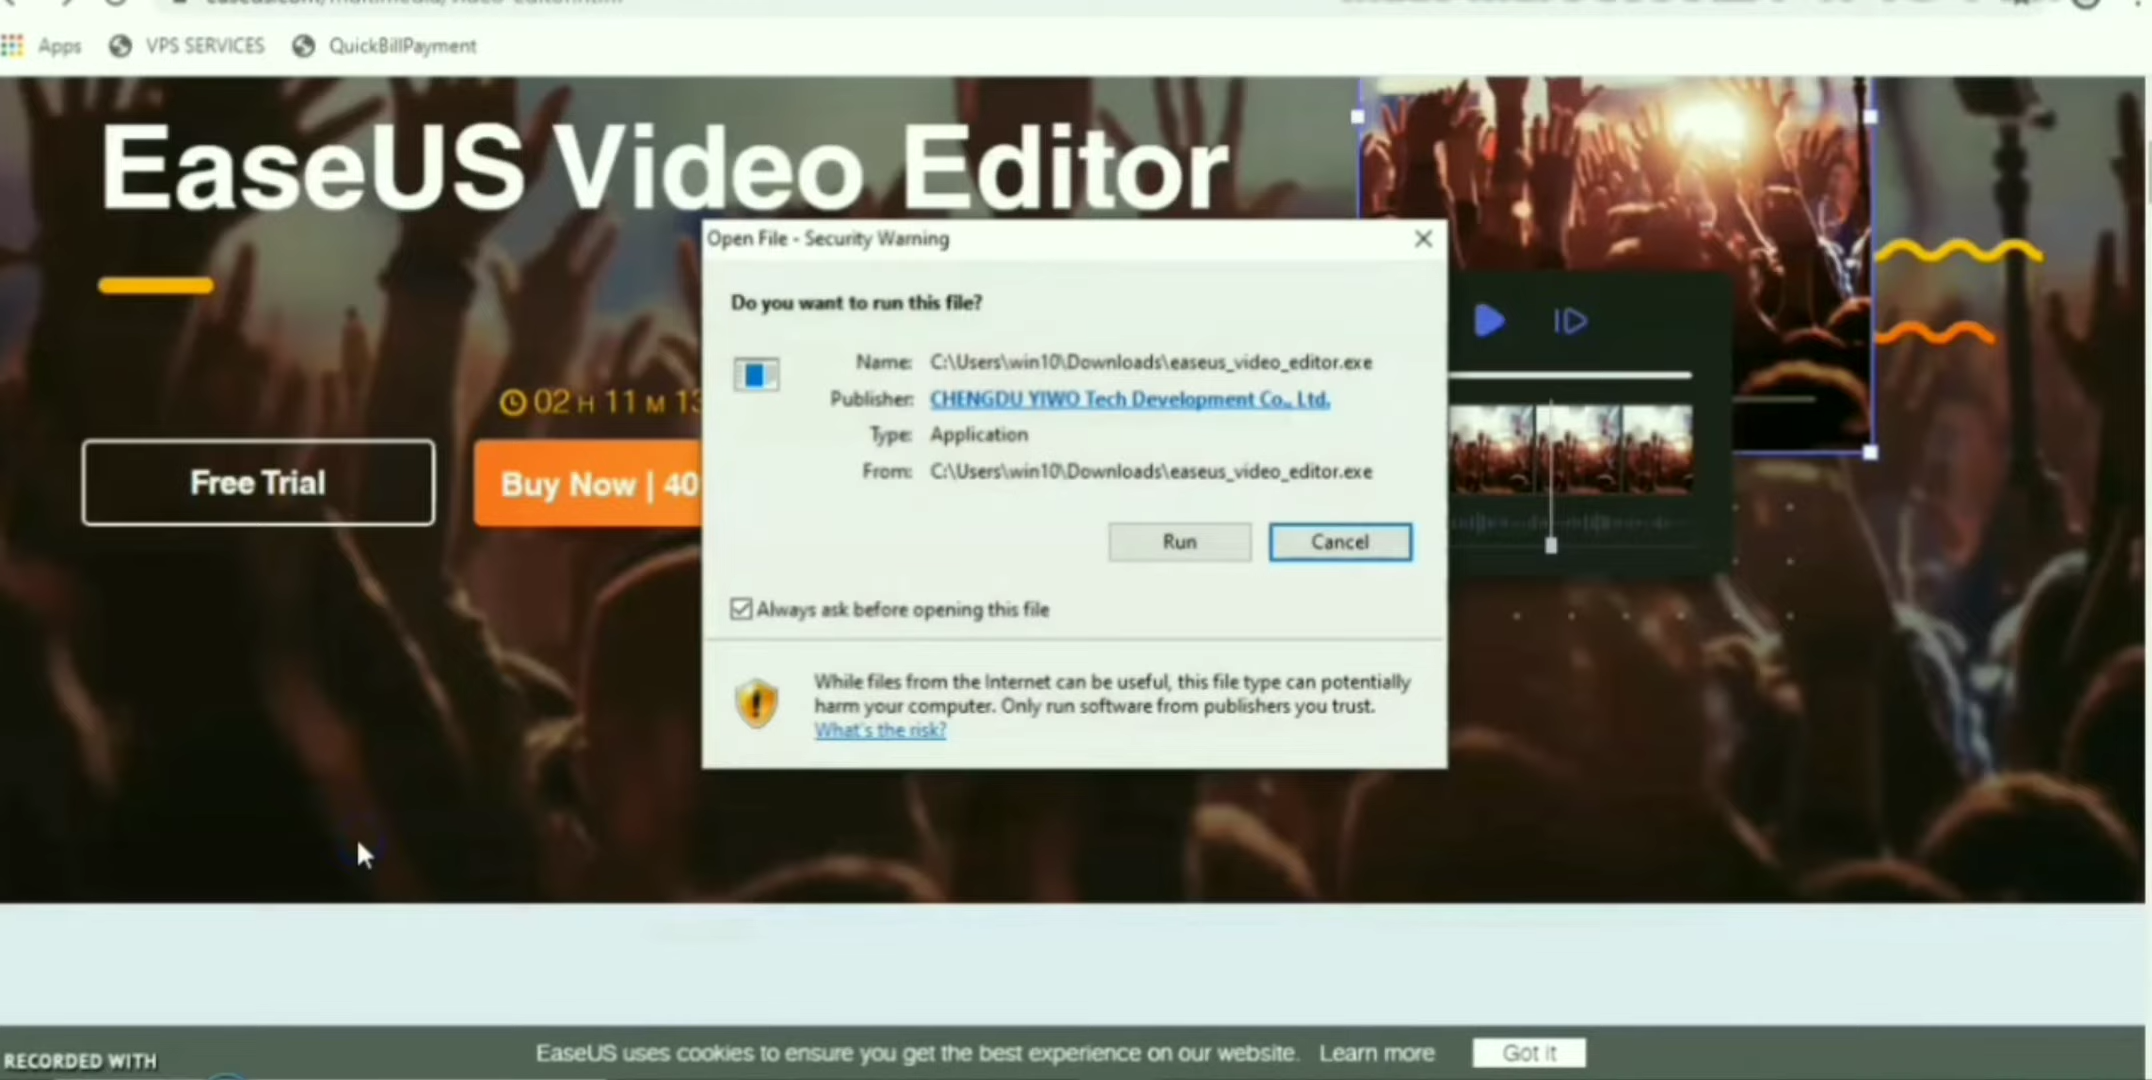 Apps VPS SERVICES QuickBillPayment
EaseUS Video Editor
Open File - Security Warning
Do you want to run this file?
Name: C:\Users\win10\Downloads\easeus_video_editor.exe
Publisher: CHENGDU YIWO Tech Development Co., Ltd.
Type: Application
From: C:\Users\win10\Downloads\easeus_video_editor.exe
02 H 11 M 13
Free Trial
Buy Now | 40
Run Cancel
Always ask before opening this file
While files from the Internet can be useful, this file type can potentially
harm your computer. Only run software from publishers you trust.
What's the risk?
EaseUS uses cookies to ensure you get the best experience on our website. Learn more Got it
RECORDED WITH